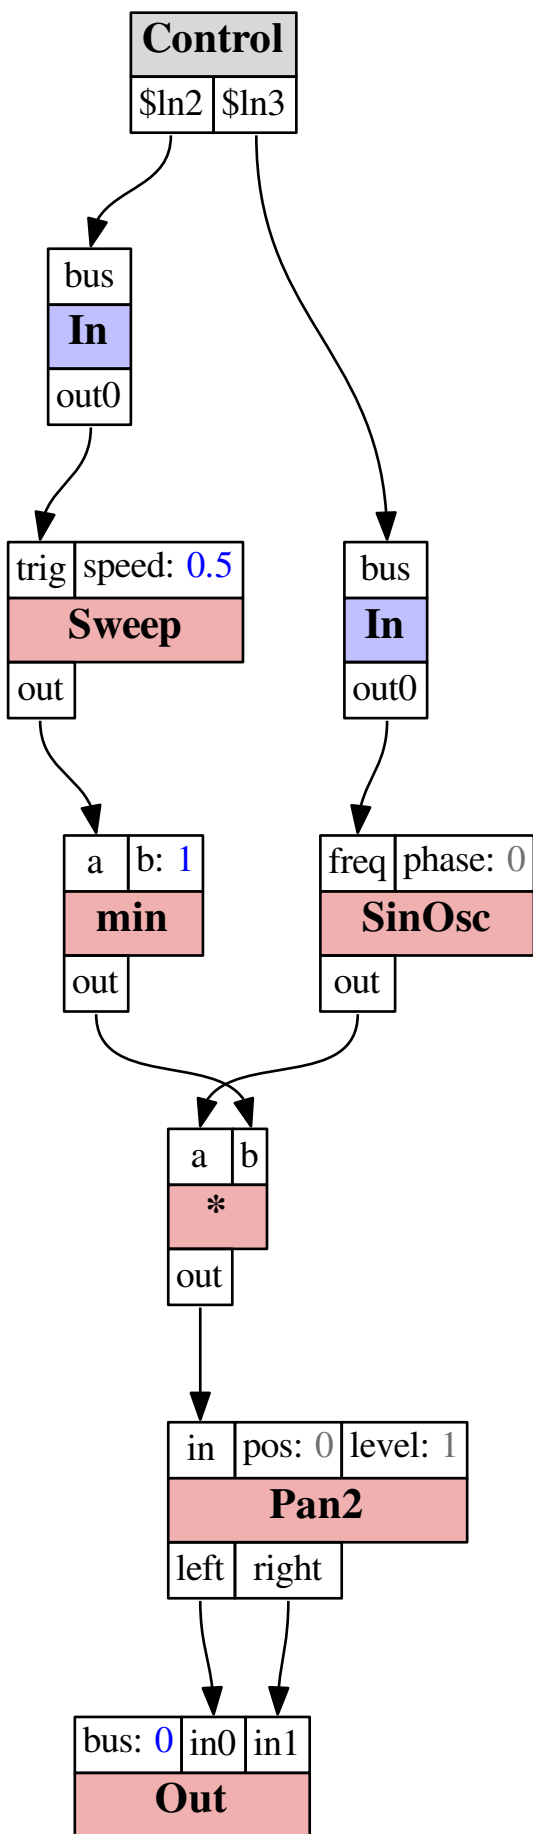 Control
$ln2 $ln3
bus
In
out0
trig speed: 0.5
Sweep
out
bus
In
out0
a b: 1
min
out
freq phase: 0
SinOsc
out
a b
*
out
in pos: 0 level: 1
Pan2
left right
bus: 0 in0 in1
Out